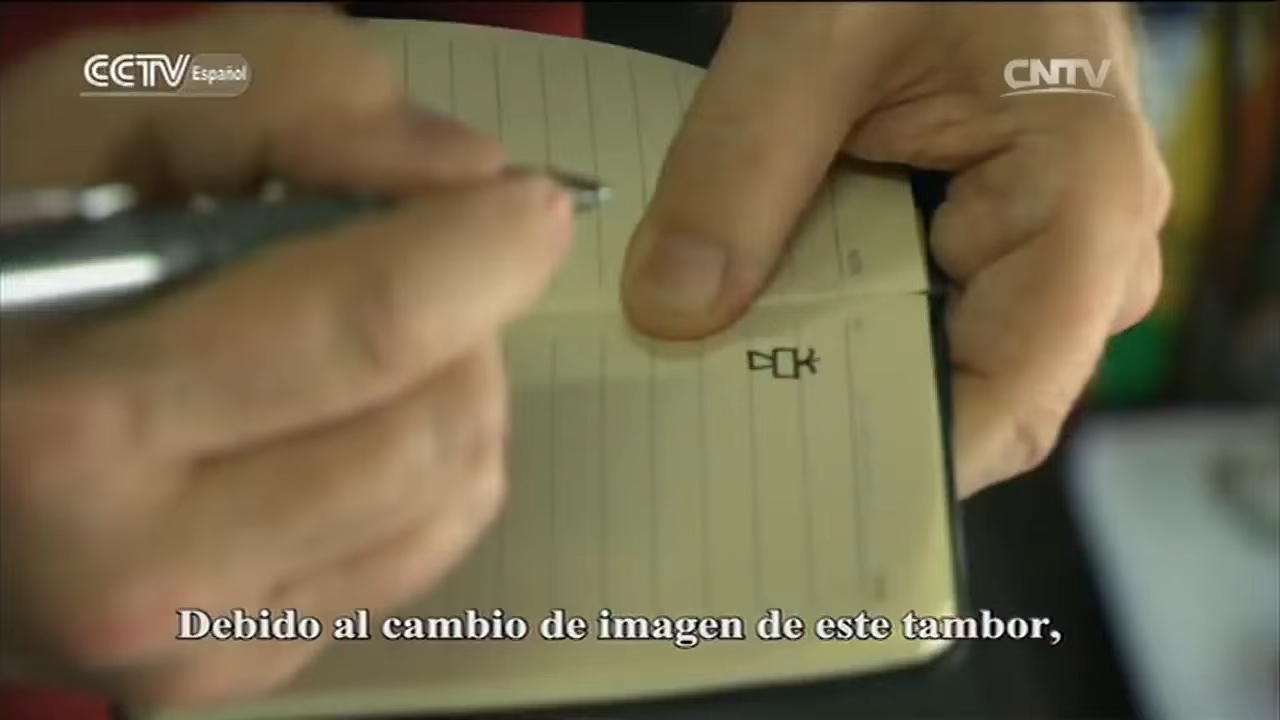 CCTV Español
CNTV
Debido al cambio de imagen de este tambor,